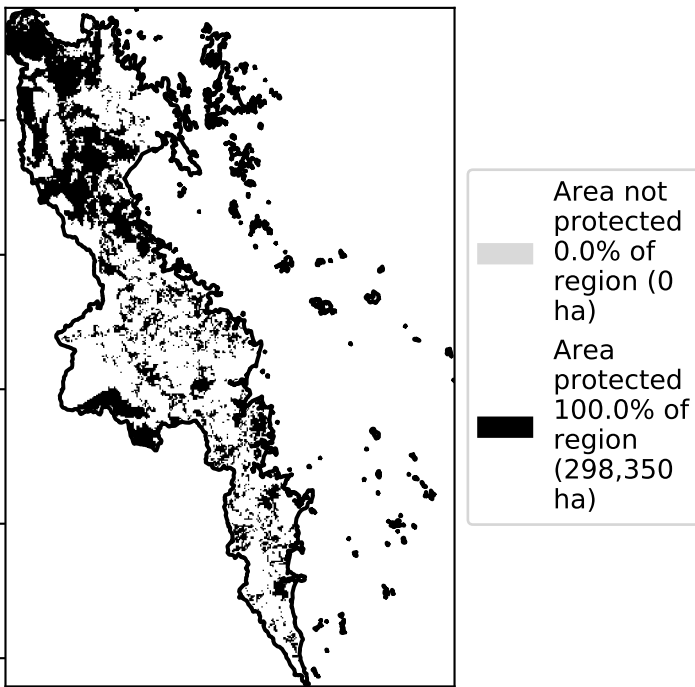 Area not
protected
0.0% of
region (0
ha)
Area
protected
100.0% of
region
(298,350
ha)